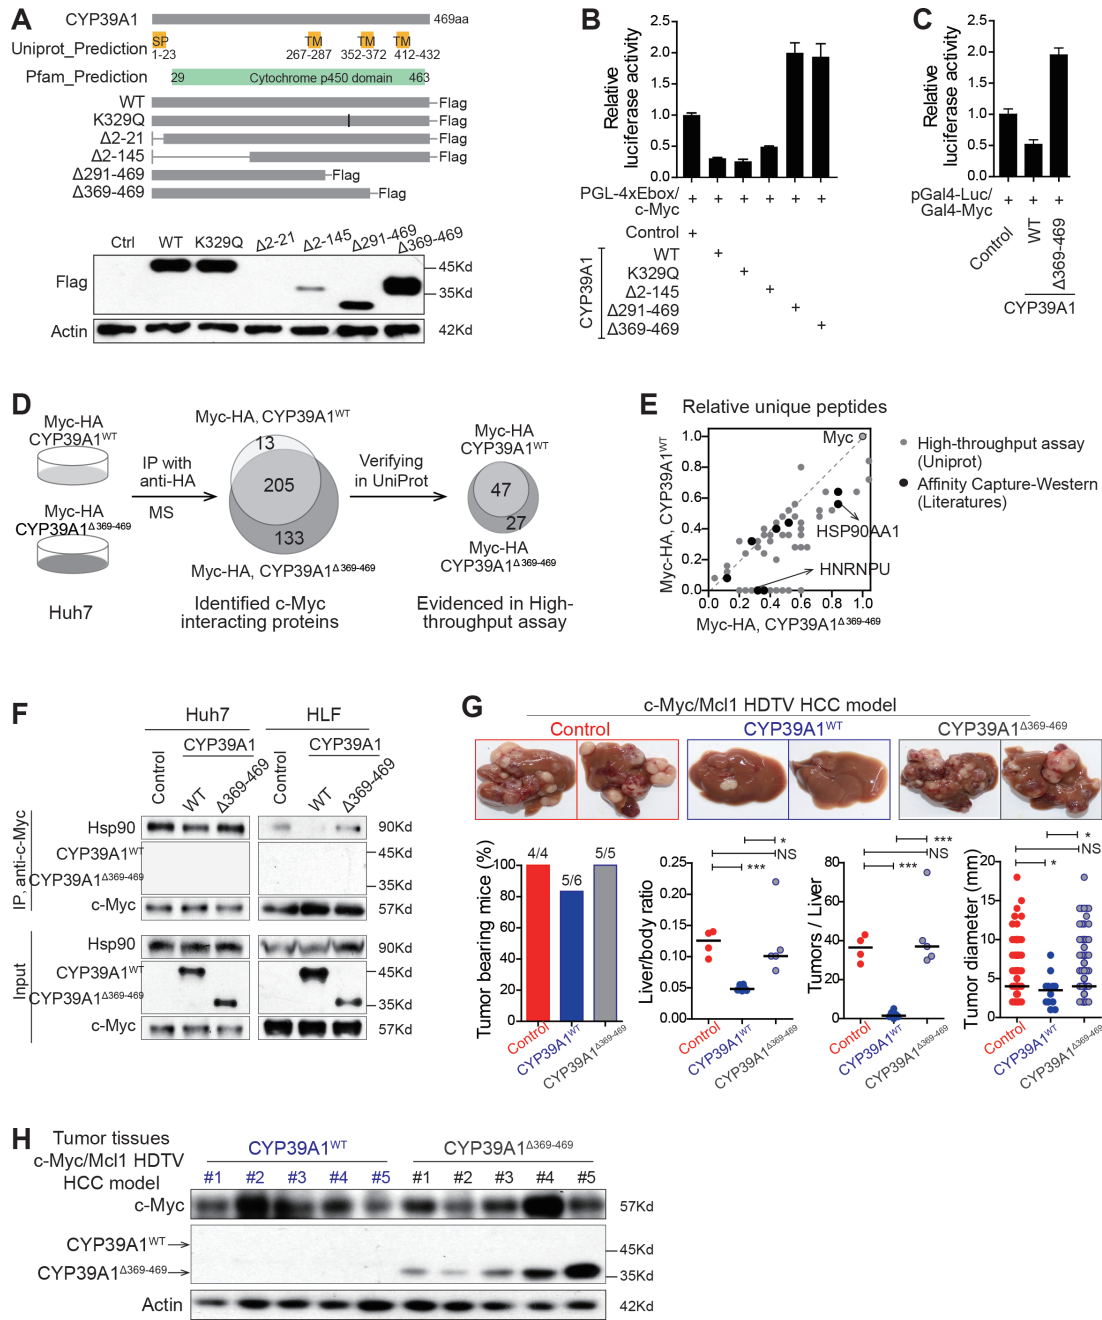 A
CYP39A1 469aa
Uniprot_Prediction SP TM TM TM
1-23 267-287 352-372 412-432
Pfam_Prediction 29 Cytochrome p450 domain 463
WT Flag
K329Q Flag
Δ2-21 Flag
Δ2-145 Flag
Δ291-469 Flag
Δ369-469 Flag
Ctrl WT K329Q Δ2-21 Δ2-145 Δ291-469 Δ369-469
Flag 45Kd
35Kd
Actin 42Kd
B
Relative
luciferase activity
2.5
2.0
1.5
1.0
0.5
0.0
PGL-4xEbox/
c-Myc + + + + + +
Control +
CYP39A1
WT +
K329Q +
Δ2-145 +
Δ291-469 +
Δ369-469 +
C
Relative
luciferase activity
2.5
2.0
1.5
1.0
0.5
0.0
pGal4-Luc/
Gal4-Myc + + +
Control WT Δ369-469
CYP39A1
D
Myc-HA
CYP39A1WT
Myc-HA
CYP39A1Δ369-469
Huh7
IP with
anti-HA
MS
Myc-HA, CYP39A1WT
13
205
133
Myc-HA, CYP39A1Δ369-469
Identified c-Myc
interacting proteins
Verifying
in UniProt
Myc-HA
CYP39A1WT
47
27
Myc-HA
CYP39A1Δ369-469
Evidenced in High-
throughput assay
E Relative unique peptides
Myc-HA, CYP39A1WT
1.0
0.8
0.6
0.4
0.2
0.0
Myc
HSP90AA1
HNRNPU
0.0 0.2 0.4 0.6 0.8 1.0
Myc-HA, CYP39A1Δ369-469
High-throughput assay
(Uniprot)
Affinity Capture-Western
(Literatures)
F
Huh7 HLF
CYP39A1 CYP39A1
Control WT Δ369-469 Control WT Δ369-469
IP, anti-c-Myc
Hsp90 90Kd
CYP39A1WT 45Kd
CYP39A1Δ369-469 35Kd
c-Myc 57Kd
Input
Hsp90 90Kd
CYP39A1WT 45Kd
CYP39A1Δ369-469 35Kd
c-Myc 57Kd
G
c-Myc/Mcl1 HDTV HCC model
Control CYP39A1WT CYP39A1Δ369-469
Tumor bearing mice (%)
100
80
60
40
20
0
4/4 5/6 5/5
Control CYP39A1WT CYP39A1Δ369-469
Liver/body ratio
0.25
0.20
0.15
0.10
0.05
0.00
*
NS
***
Control CYP39A1WT CYP39A1Δ369-469
Tumors / Liver
80
60
40
20
0
***
NS
***
Control CYP39A1WT CYP39A1Δ369-469
Tumor diameter (mm)
20
15
10
5
0
*
NS
*
Control CYP39A1WT CYP39A1Δ369-469
H
Tumor tissues
c-Myc/Mcl1 HDTV
HCC model
CYP39A1WT CYP39A1Δ369-469
#1 #2 #3 #4 #5 #1 #2 #3 #4 #5
c-Myc 57Kd
CYP39A1WT 45Kd
CYP39A1Δ369-469 35Kd
Actin 42Kd